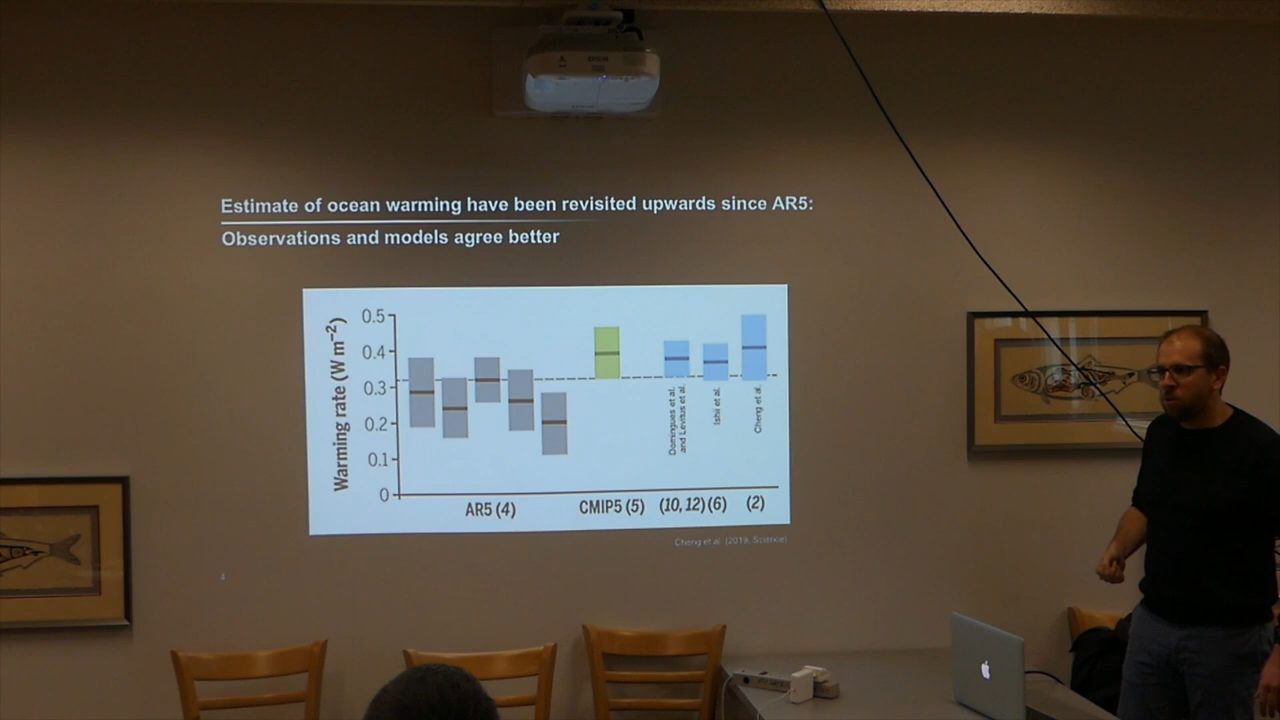 EPSON
Estimate of ocean warming have been revisited upwards since AR5:
Observations and models agree better
Warming rate (W m⁻²)
0.5
0.4
0.3
0.2
0.1
0
Domingues et al.
and Levitus et al.
Ishii et al.
Cheng et al.
AR5 (4)
CMIP5 (5)
(10, 12)
(6)
(2)
Cheng et al. (2019, Science)
4